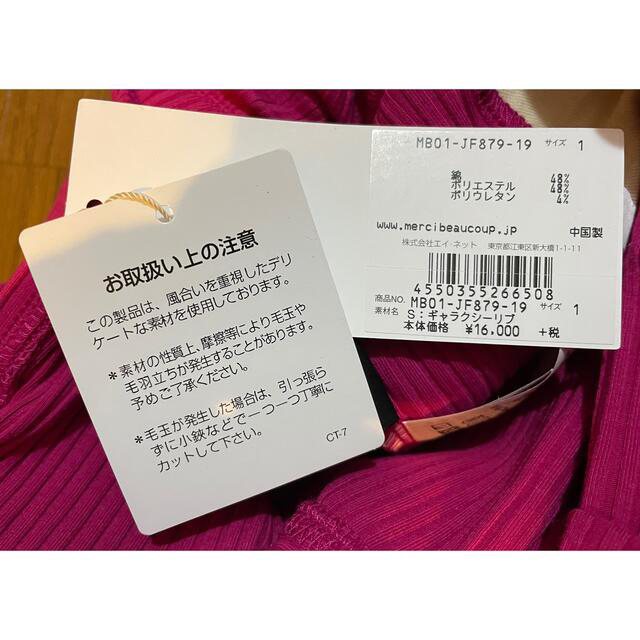 お取扱い上の注意
この製品は、風合いを重視したデリ
ケートな素材を使用しております。
*素材の性質上、摩擦等により毛玉や
毛羽立ちが発生することがあります。
予めご了承ください。
*毛玉が発生した場合は、引っ張ら
ずに小鋏などで一つ一つ丁寧に
カットして下さい。
CT-7
MB01-JF879-19 サイズ 1
綿 48%
ポリエステル 48%
ポリウレタン 4%
www.mercibeaucoup.jp 中国製
株式会社エイ・ネット 東京都江東区新大橋1-1-11
4550355266508
商品NO. MB01-JF879-19 サイズ 1
素材名 S:ギャラクシーリブ
本体価格 ¥16,000 +税